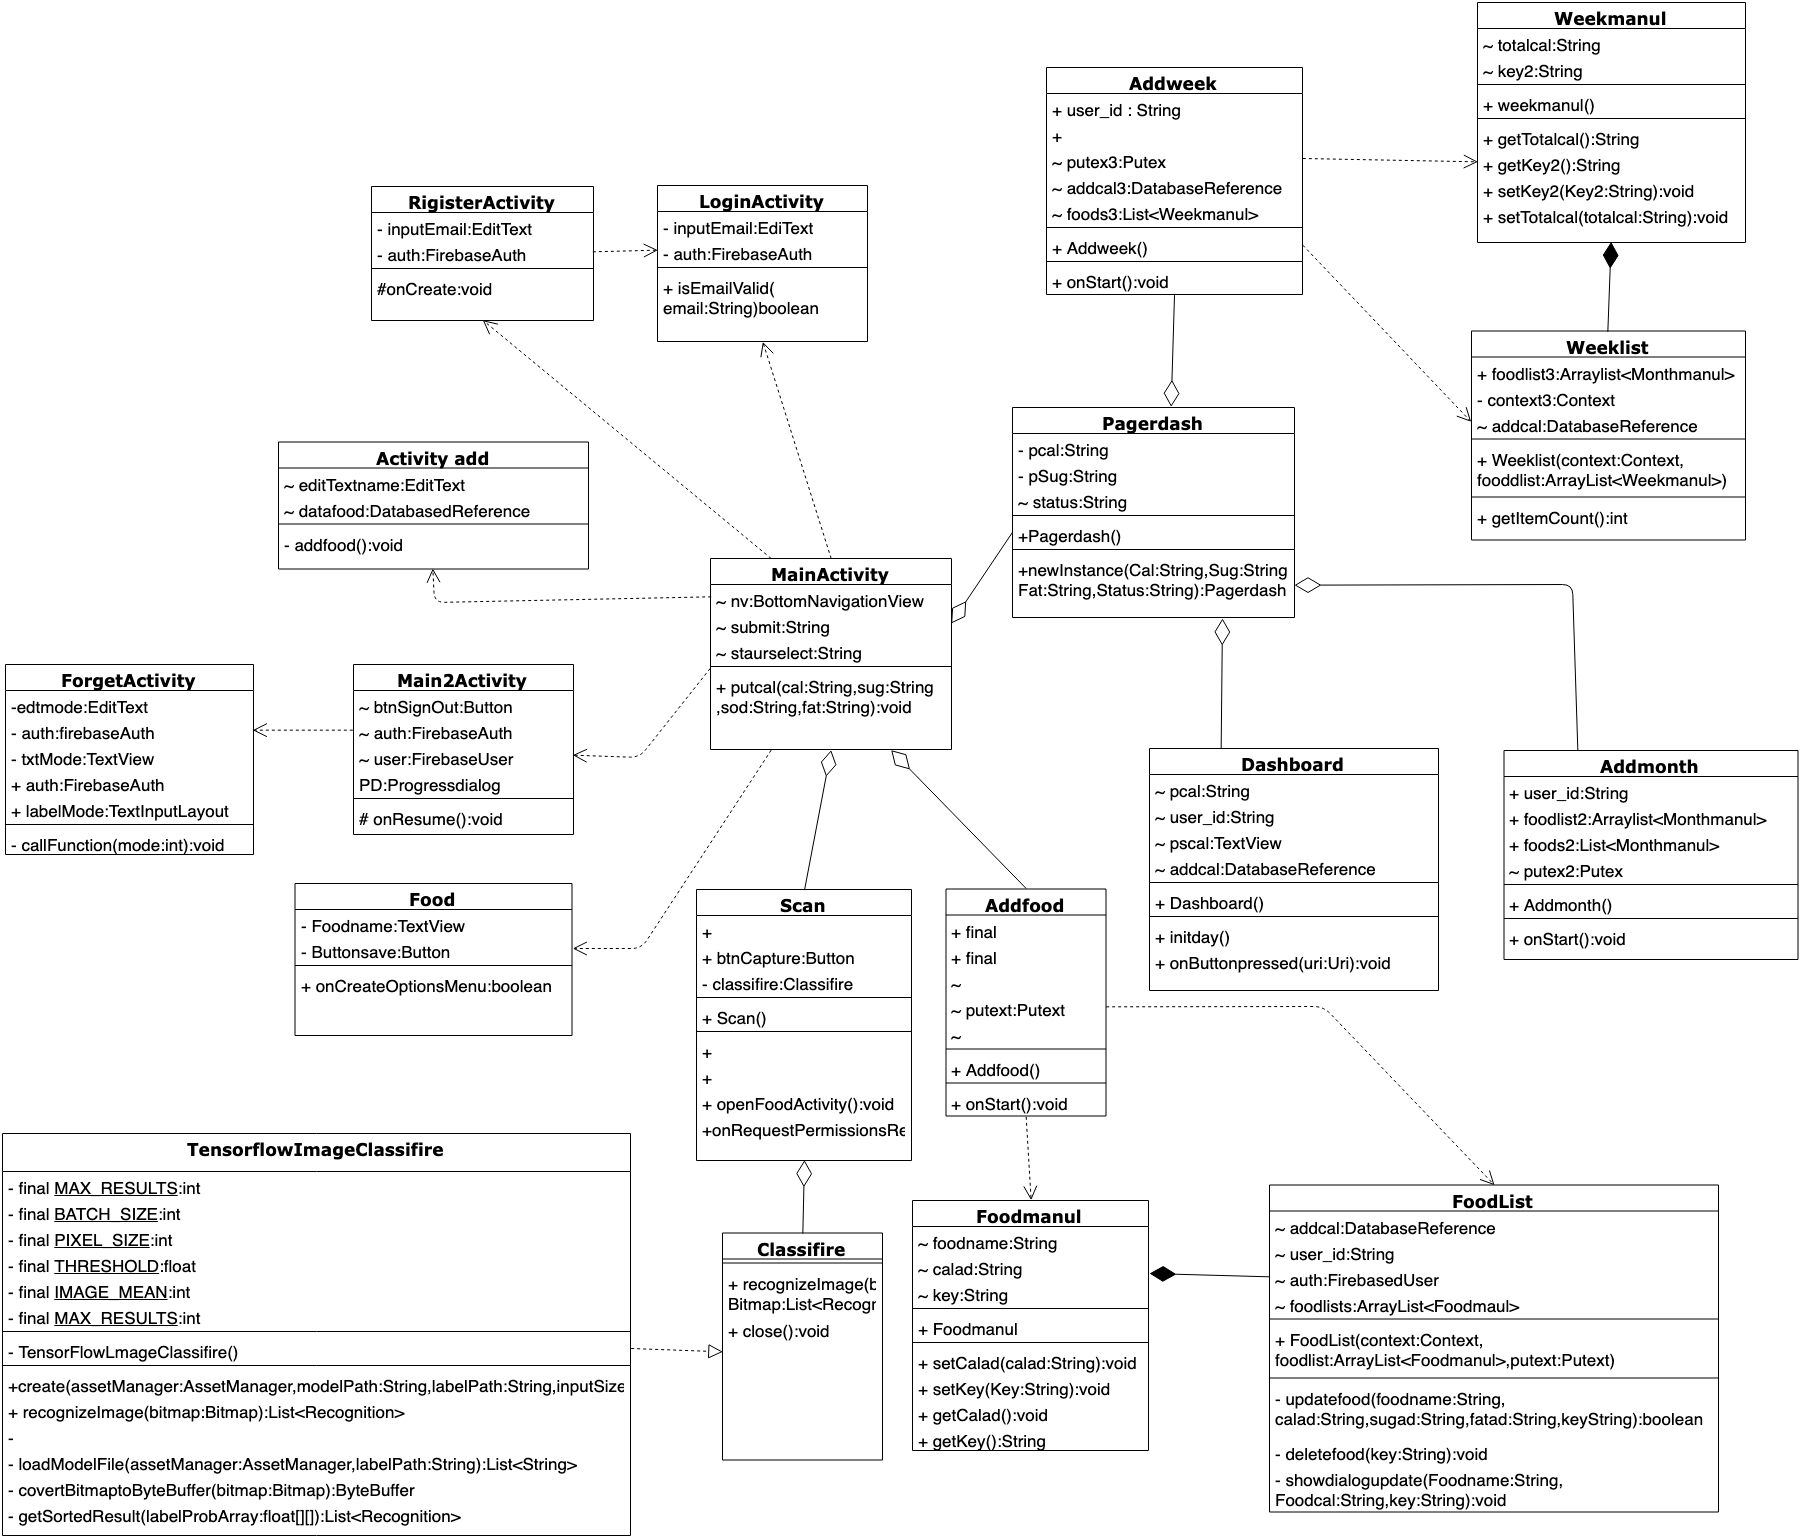 Weekmanul
~ totalcal:String
~ key2:String
+ weekmanul()
+ getTotalcal():String
+ getKey2():String
+ setKey2(Key2:String):void
+ setTotalcal(totalcal:String):void
Addweek
+ user_id : String
+
~ putex3:Putex
~ addcal3:DatabaseReference
~ foods3:List<Weekmanul>
+ Addweek()
+ onStart():void
RigisterActivity
- inputEmail:EditText
- auth:FirebaseAuth
#onCreate:void
LoginActivity
- inputEmail:EdiText
- auth:FirebaseAuth
+ isEmailValid(
email:String)boolean
Weeklist
+ foodlist3:Arraylist<Monthmanul>
- context3:Context
~ addcal:DatabaseReference
+ Weeklist(context:Context,
fooddlist:ArrayList<Weekmanul>)
+ getItemCount():int
Pagerdash
- pcal:String
- pSug:String
~ status:String
+Pagerdash()
+newInstance(Cal:String,Sug:String
Fat:String,Status:String):Pagerdash
Activity add
~ editTextname:EditText
~ datafood:DatabasedReference
- addfood():void
MainActivity
~ nv:BottomNavigationView
~ submit:String
~ staurselect:String
+ putcal(cal:String,sug:String
,sod:String,fat:String):void
ForgetActivity
-edtmode:EditText
- auth:firebaseAuth
- txtMode:TextView
+ auth:FirebaseAuth
+ labelMode:TextInputLayout
- callFunction(mode:int):void
Main2Activity
~ btnSignOut:Button
~ auth:FirebaseAuth
~ user:FirebaseUser
PD:Progressdialog
# onResume():void
Dashboard
~ pcal:String
~ user_id:String
~ pscal:TextView
~ addcal:DatabaseReference
+ Dashboard()
+ initday()
+ onButtonpressed(uri:Uri):void
Addmonth
+ user_id:String
+ foodlist2:Arraylist<Monthmanul>
+ foods2:List<Monthmanul>
~ putex2:Putex
+ Addmonth()
+ onStart():void
Food
- Foodname:TextView
- Buttonsave:Button
+ onCreateOptionsMenu:boolean
Scan
+
+ btnCapture:Button
- classifire:Classifire
+ Scan()
+
+
+ openFoodActivity():void
+onRequestPermissionsRe
Addfood
+ final
+ final
~
~ putext:Putext
~
+ Addfood()
+ onStart():void
TensorflowImageClassifire
- final MAX_RESULTS:int
- final BATCH_SIZE:int
- final PIXEL_SIZE:int
- final THRESHOLD:float
- final IMAGE_MEAN:int
- final MAX_RESULTS:int
- TensorFlowLmageClassifire()
+create(assetManager:AssetManager,modelPath:String,labelPath:String,inputSize
+ recognizeImage(bitmap:Bitmap):List<Recognition>
-
- loadModelFile(assetManager:AssetManager,labelPath:String):List<String>
- covertBitmaptoByteBuffer(bitmap:Bitmap):ByteBuffer
- getSortedResult(labelProbArray:float[][]):List<Recognition>
Classifire
+ recognizeImage(b
Bitmap:List<Recogr
+ close():void
Foodmanul
~ foodname:String
~ calad:String
~ key:String
+ Foodmanul
+ setCalad(calad:String):void
+ setKey(Key:String):void
+ getCalad():void
+ getKey():String
FoodList
~ addcal:DatabaseReference
~ user_id:String
~ auth:FirebasedUser
~ foodlists:ArrayList<Foodmaul>
+ FoodList(context:Context,
foodlist:ArrayList<Foodmanul>,putext:Putext)
- updatefood(foodname:String,
calad:String,sugad:String,fatad:String,keyString):boolean
- deletefood(key:String):void
- showdialogupdate(Foodname:String,
Foodcal:String,key:String):void